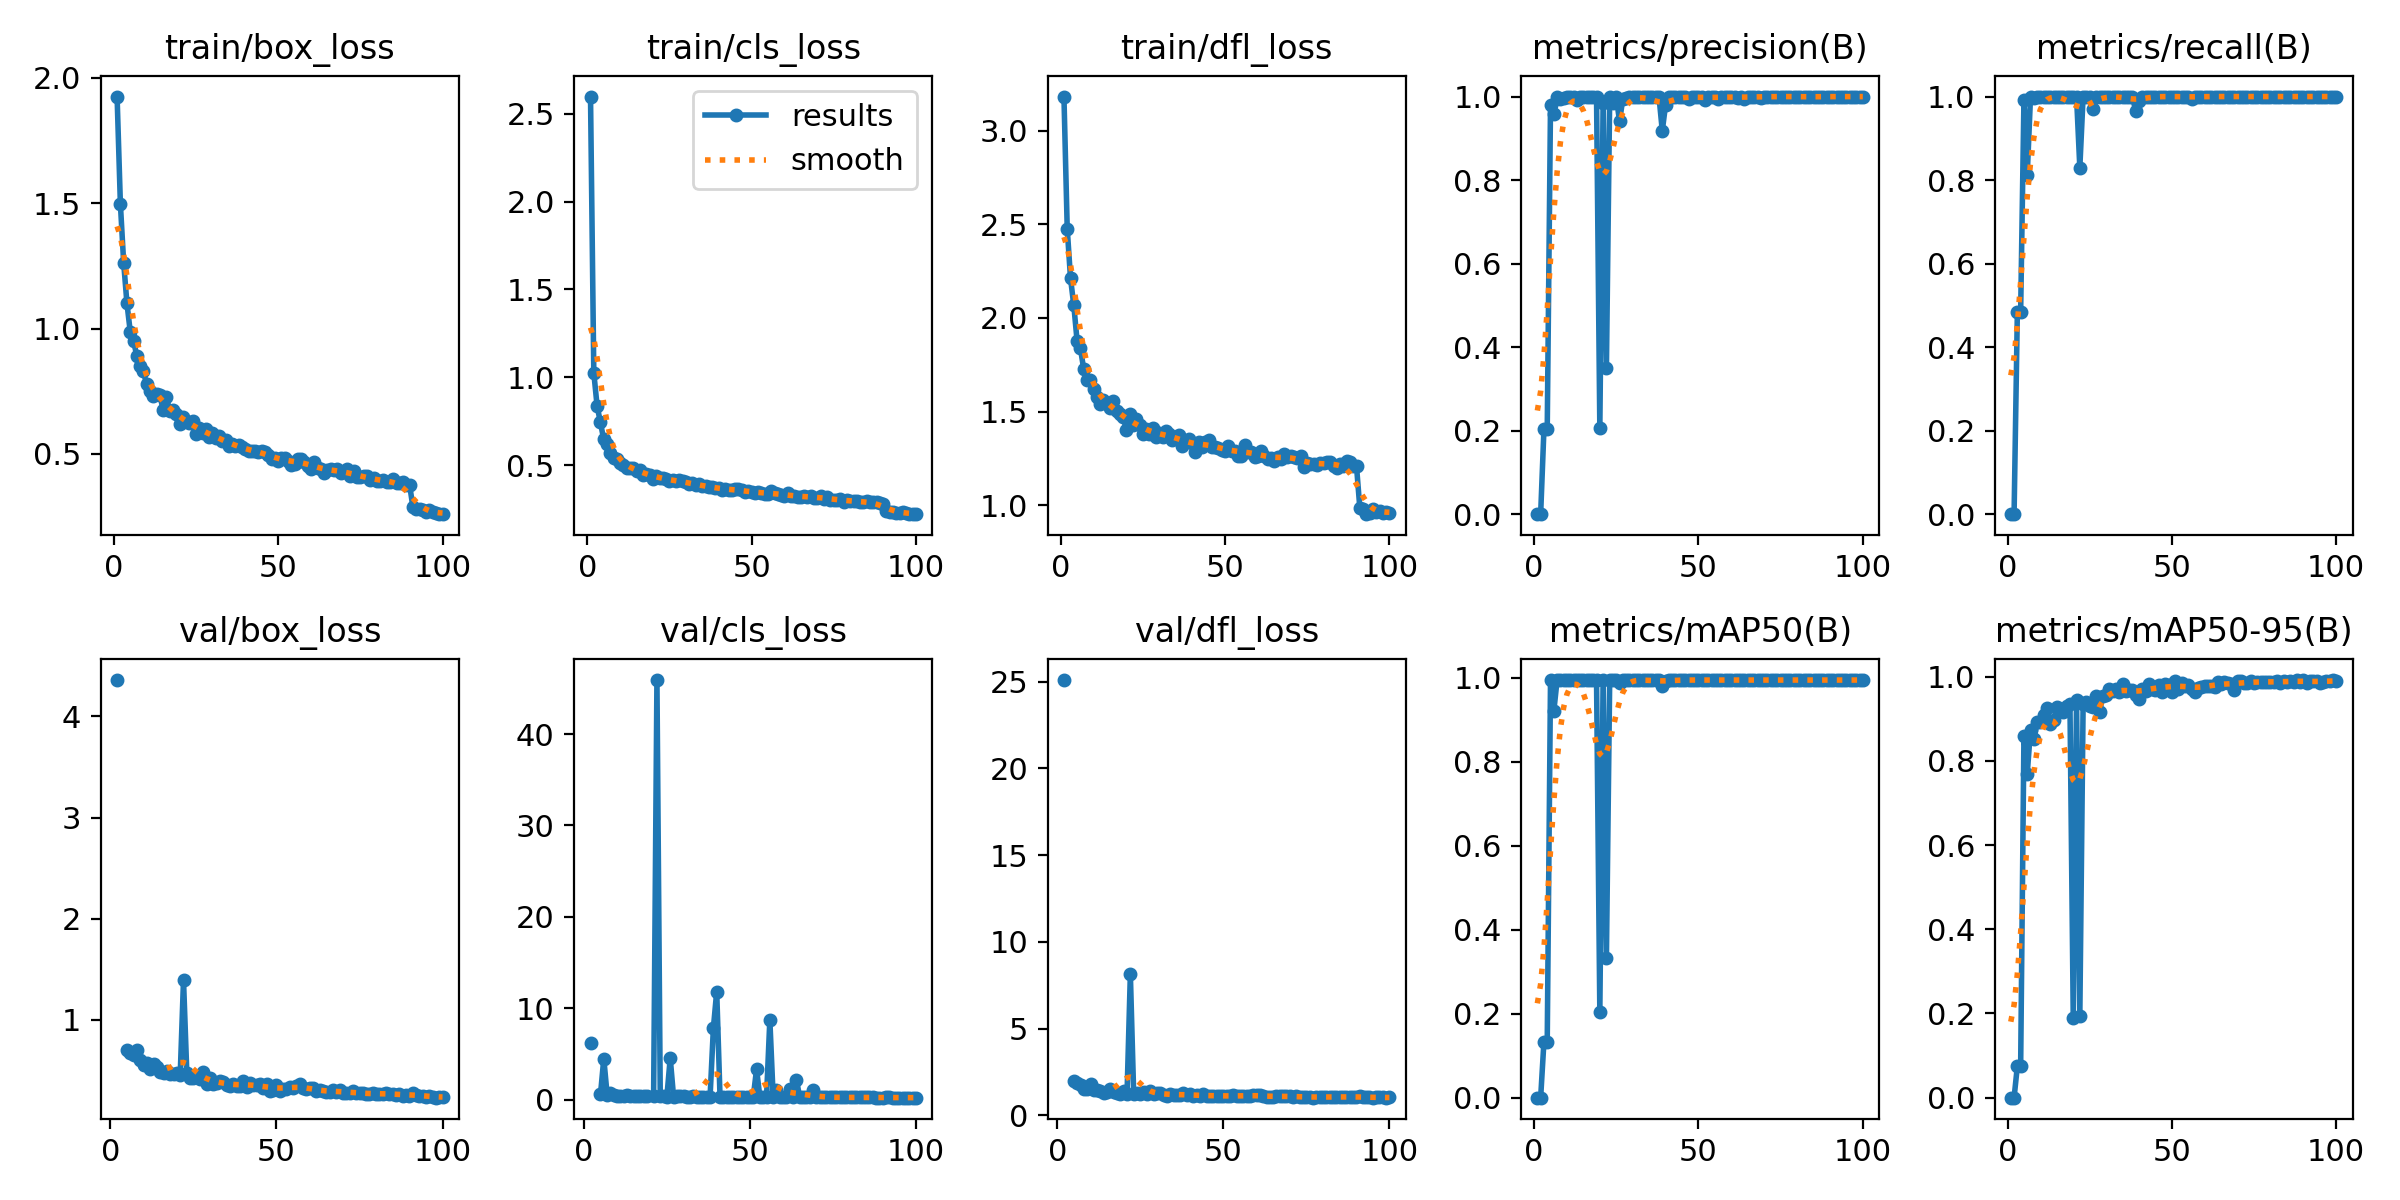 train/box_loss
2.0
1.5
1.0
0.5
0 50 100
train/cls_loss
results
smooth
2.5
2.0
1.5
1.0
0.5
0 50 100
train/dfl_loss
3.0
2.5
2.0
1.5
1.0
0 50 100
metrics/precision(B)
1.0
0.8
0.6
0.4
0.2
0.0
0 50 100
metrics/recall(B)
1.0
0.8
0.6
0.4
0.2
0.0
0 50 100
val/box_loss
4
3
2
1
0 50 100
val/cls_loss
40
30
20
10
0
0 50 100
val/dfl_loss
25
20
15
10
5
0
0 50 100
metrics/mAP50(B)
1.0
0.8
0.6
0.4
0.2
0.0
0 50 100
metrics/mAP50-95(B)
1.0
0.8
0.6
0.4
0.2
0.0
0 50 100